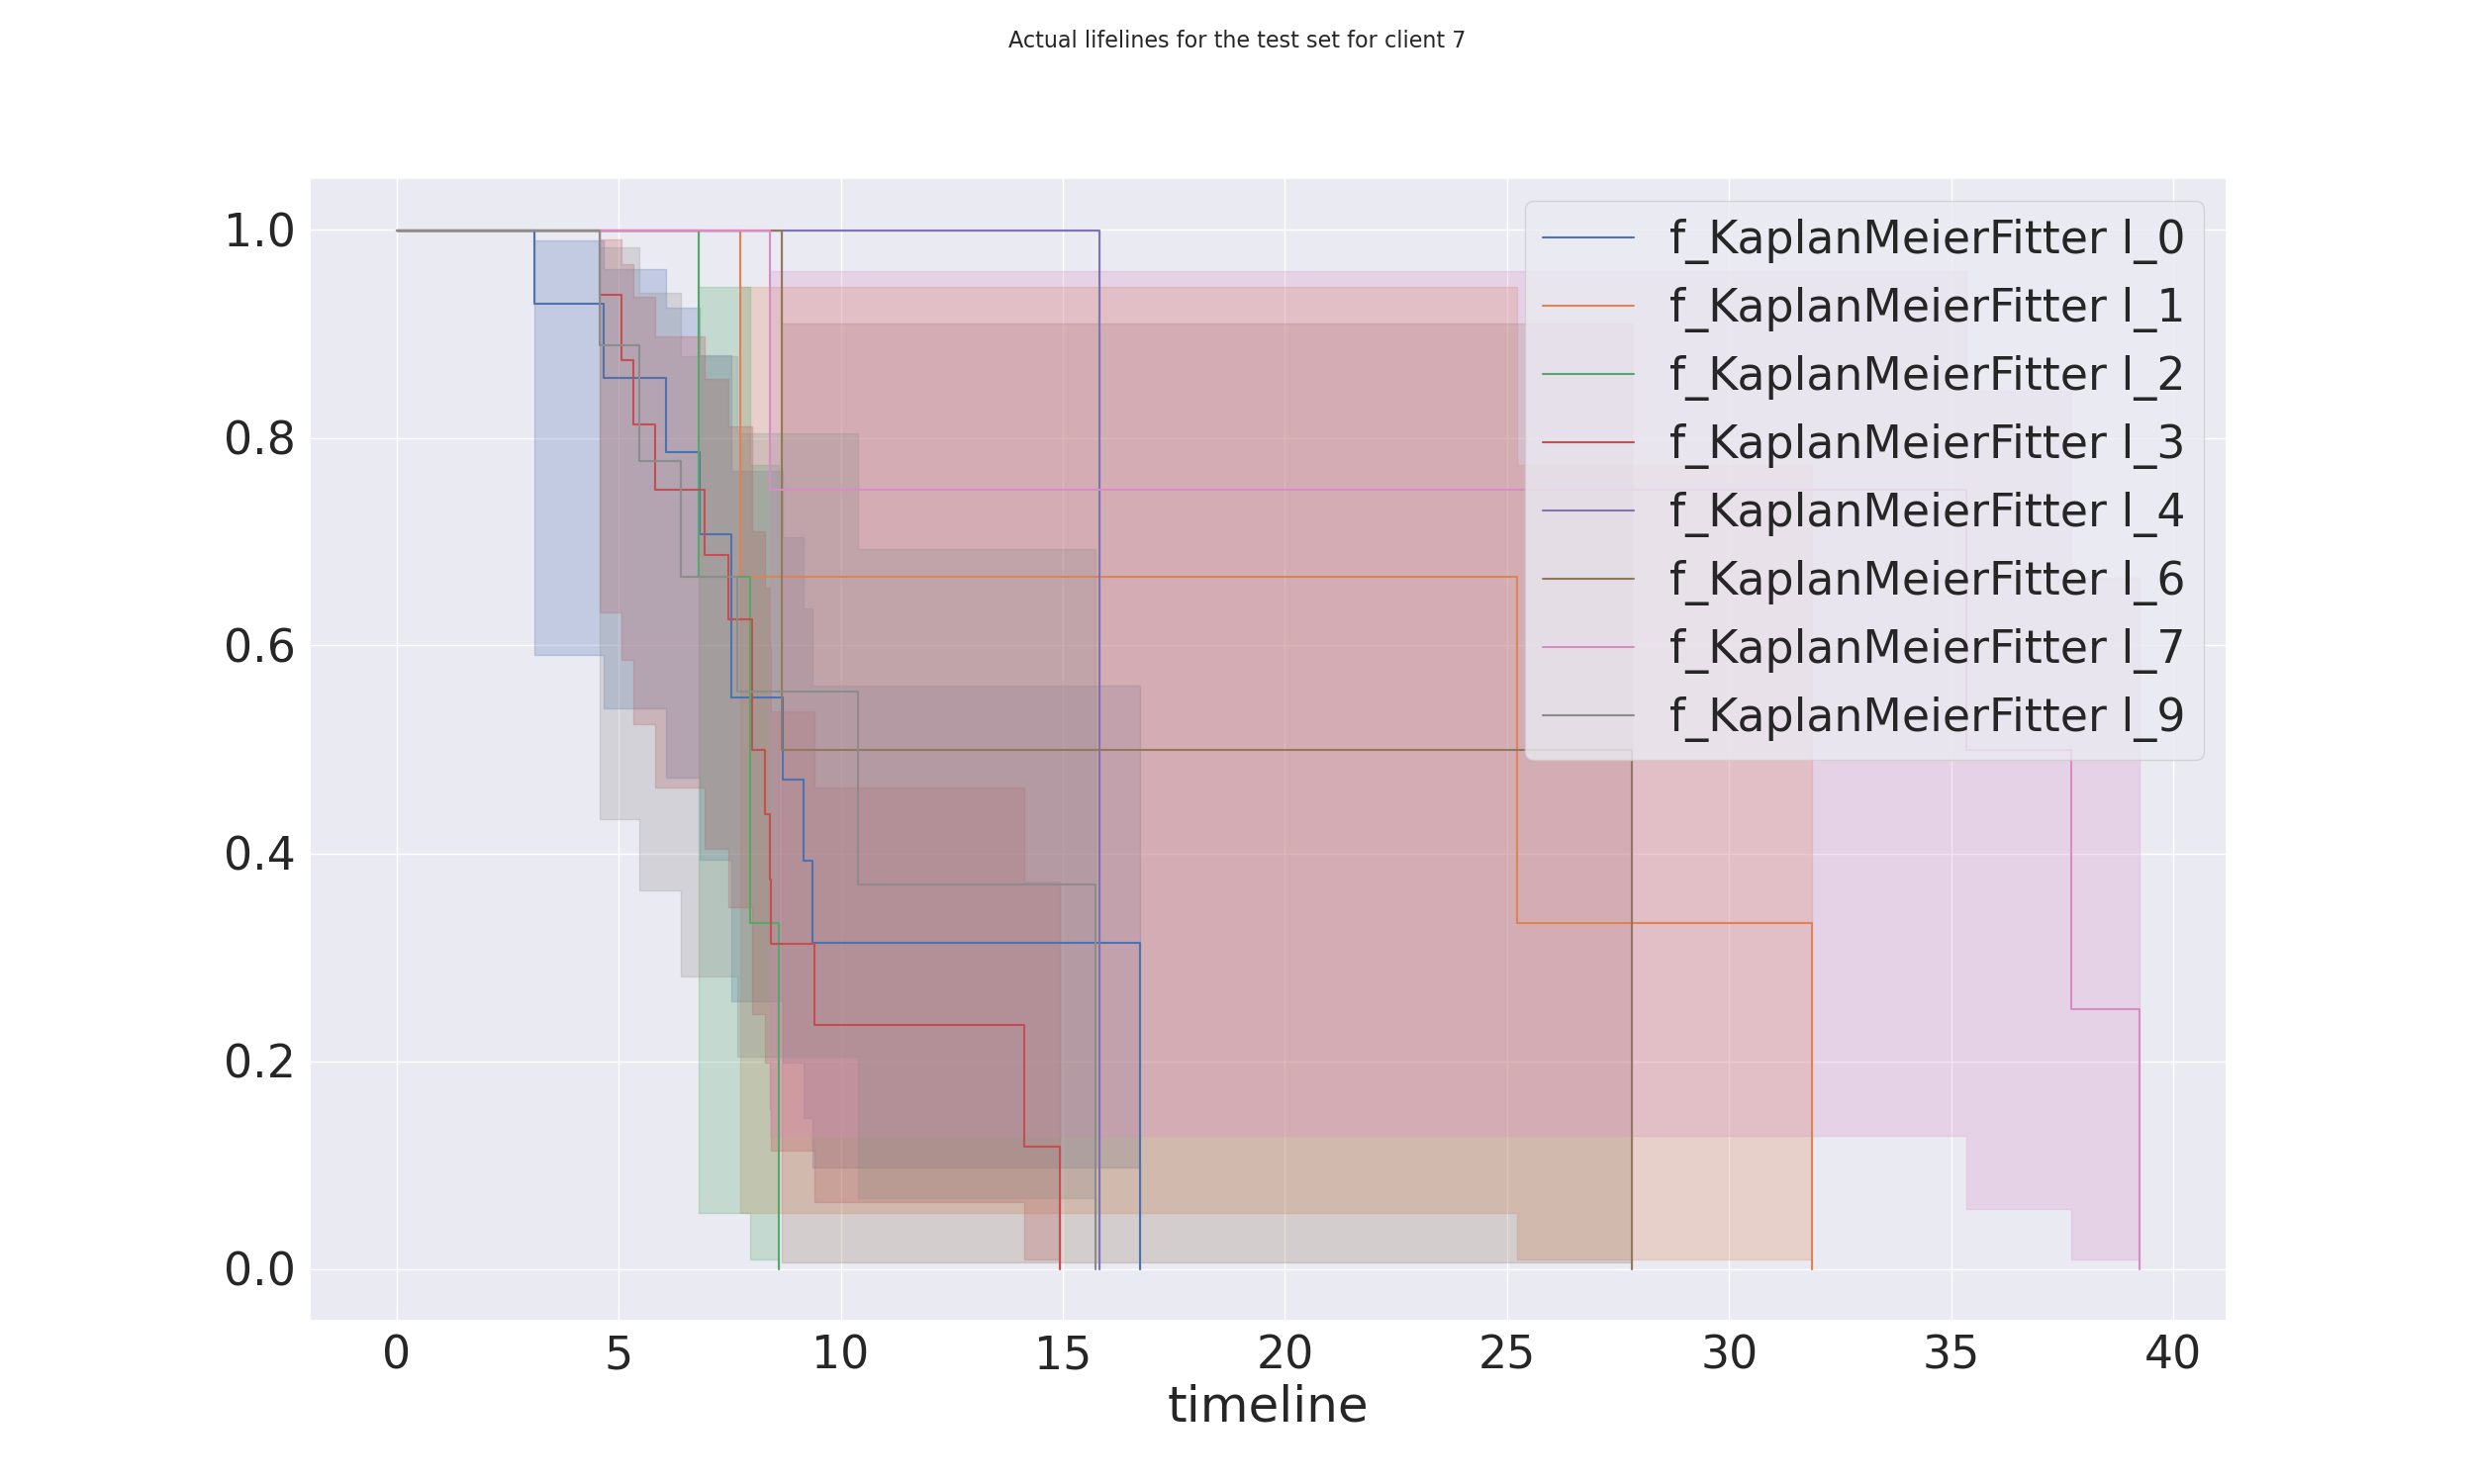 Actual lifelines for the test set for client 7
1.0
0.8
0.6
0.4
0.2
0.0
f_KaplanMeierFitter l_0
f_KaplanMeierFitter l_1
f_KaplanMeierFitter l_2
f_KaplanMeierFitter l_3
f_KaplanMeierFitter l_4
f_KaplanMeierFitter l_6
f_KaplanMeierFitter l_7
f_KaplanMeierFitter l_9
0 5 10 15 20 25 30 35 40
timeline